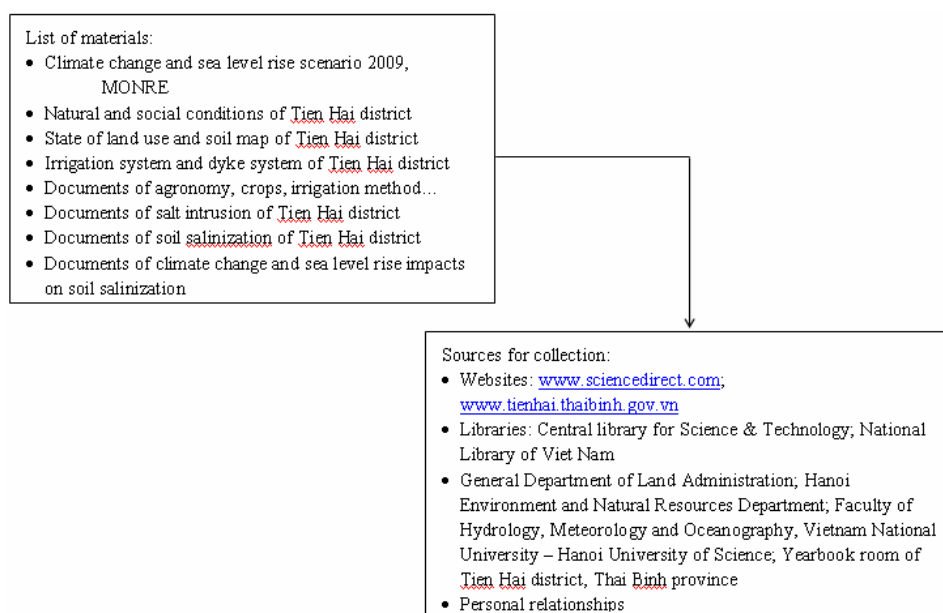 List of materials:
• Climate change and sea level rise scenario 2009,
MONRE
• Natural and social conditions of Tien Hai district
• State of land use and soil map of Tien Hai district
• Irrigation system and dyke system of Tien Hai district
• Documents of agronomy, crops, irrigation method…
• Documents of salt intrusion of Tien Hai district
• Documents of soil salinization of Tien Hai district
• Documents of climate change and sea level rise impacts
on soil salinization
Sources for collection:
• Websites: www.sciencedirect.com;
www.tienhai.thaibinh.gov.vn
• Libraries: Central library for Science & Technology; National
Library of Viet Nam
• General Department of Land Administration; Hanoi
Environment and Natural Resources Department; Faculty of
Hydrology, Meteorology and Oceanography, Vietnam National
University – Hanoi University of Science; Yearbook room of
Tien Hai district, Thai Binh province
• Personal relationships